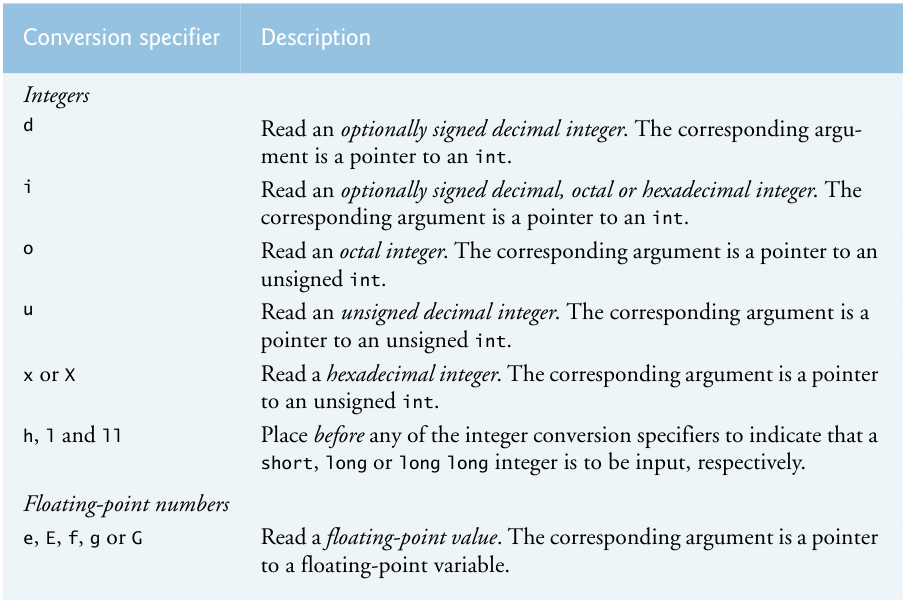 Conversion specifier Description
Integers
d Read an optionally signed decimal integer. The corresponding argu-
ment is a pointer to an int.
i Read an optionally signed decimal, octal or hexadecimal integer. The
corresponding argument is a pointer to an int.
o Read an octal integer. The corresponding argument is a pointer to an
unsigned int.
u Read an unsigned decimal integer. The corresponding argument is a
pointer to an unsigned int.
x or X Read a hexadecimal integer. The corresponding argument is a pointer
to an unsigned int.
h, l and ll Place before any of the integer conversion specifiers to indicate that a
short, long or long long integer is to be input, respectively.
Floating-point numbers
e, E, f, g or G Read a floating-point value. The corresponding argument is a pointer
to a floating-point variable.